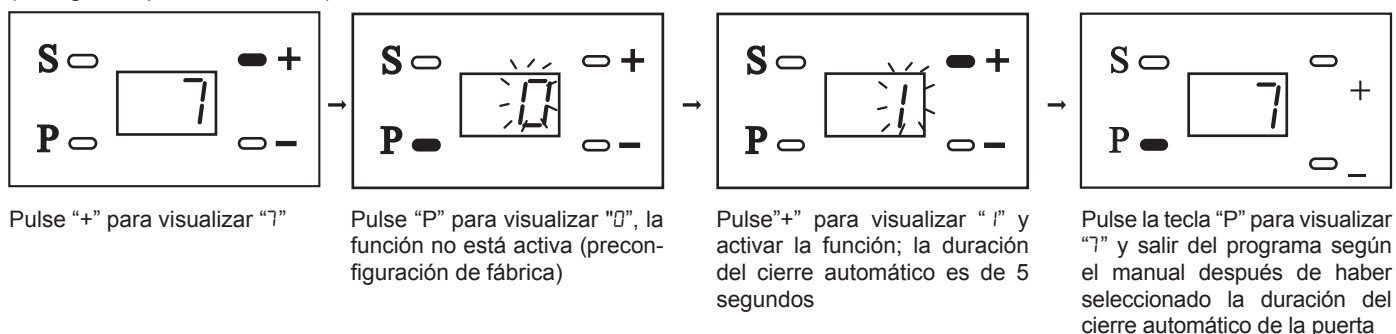 S +
7
P −
→
S +
0
P −
→
S +
1
P −
→
S +
7
P −
Pulse “+” para visualizar “7”
Pulse “P” para visualizar "0”, la
función no está activa (precon-
figuración de fábrica)
Pulse”+” para visualizar “1” y
activar la función; la duración
del cierre automático es de 5
segundos
Pulse la tecla “P” para visualizar
“7” y salir del programa según
el manual después de haber
seleccionado la duración del
cierre automático de la puerta